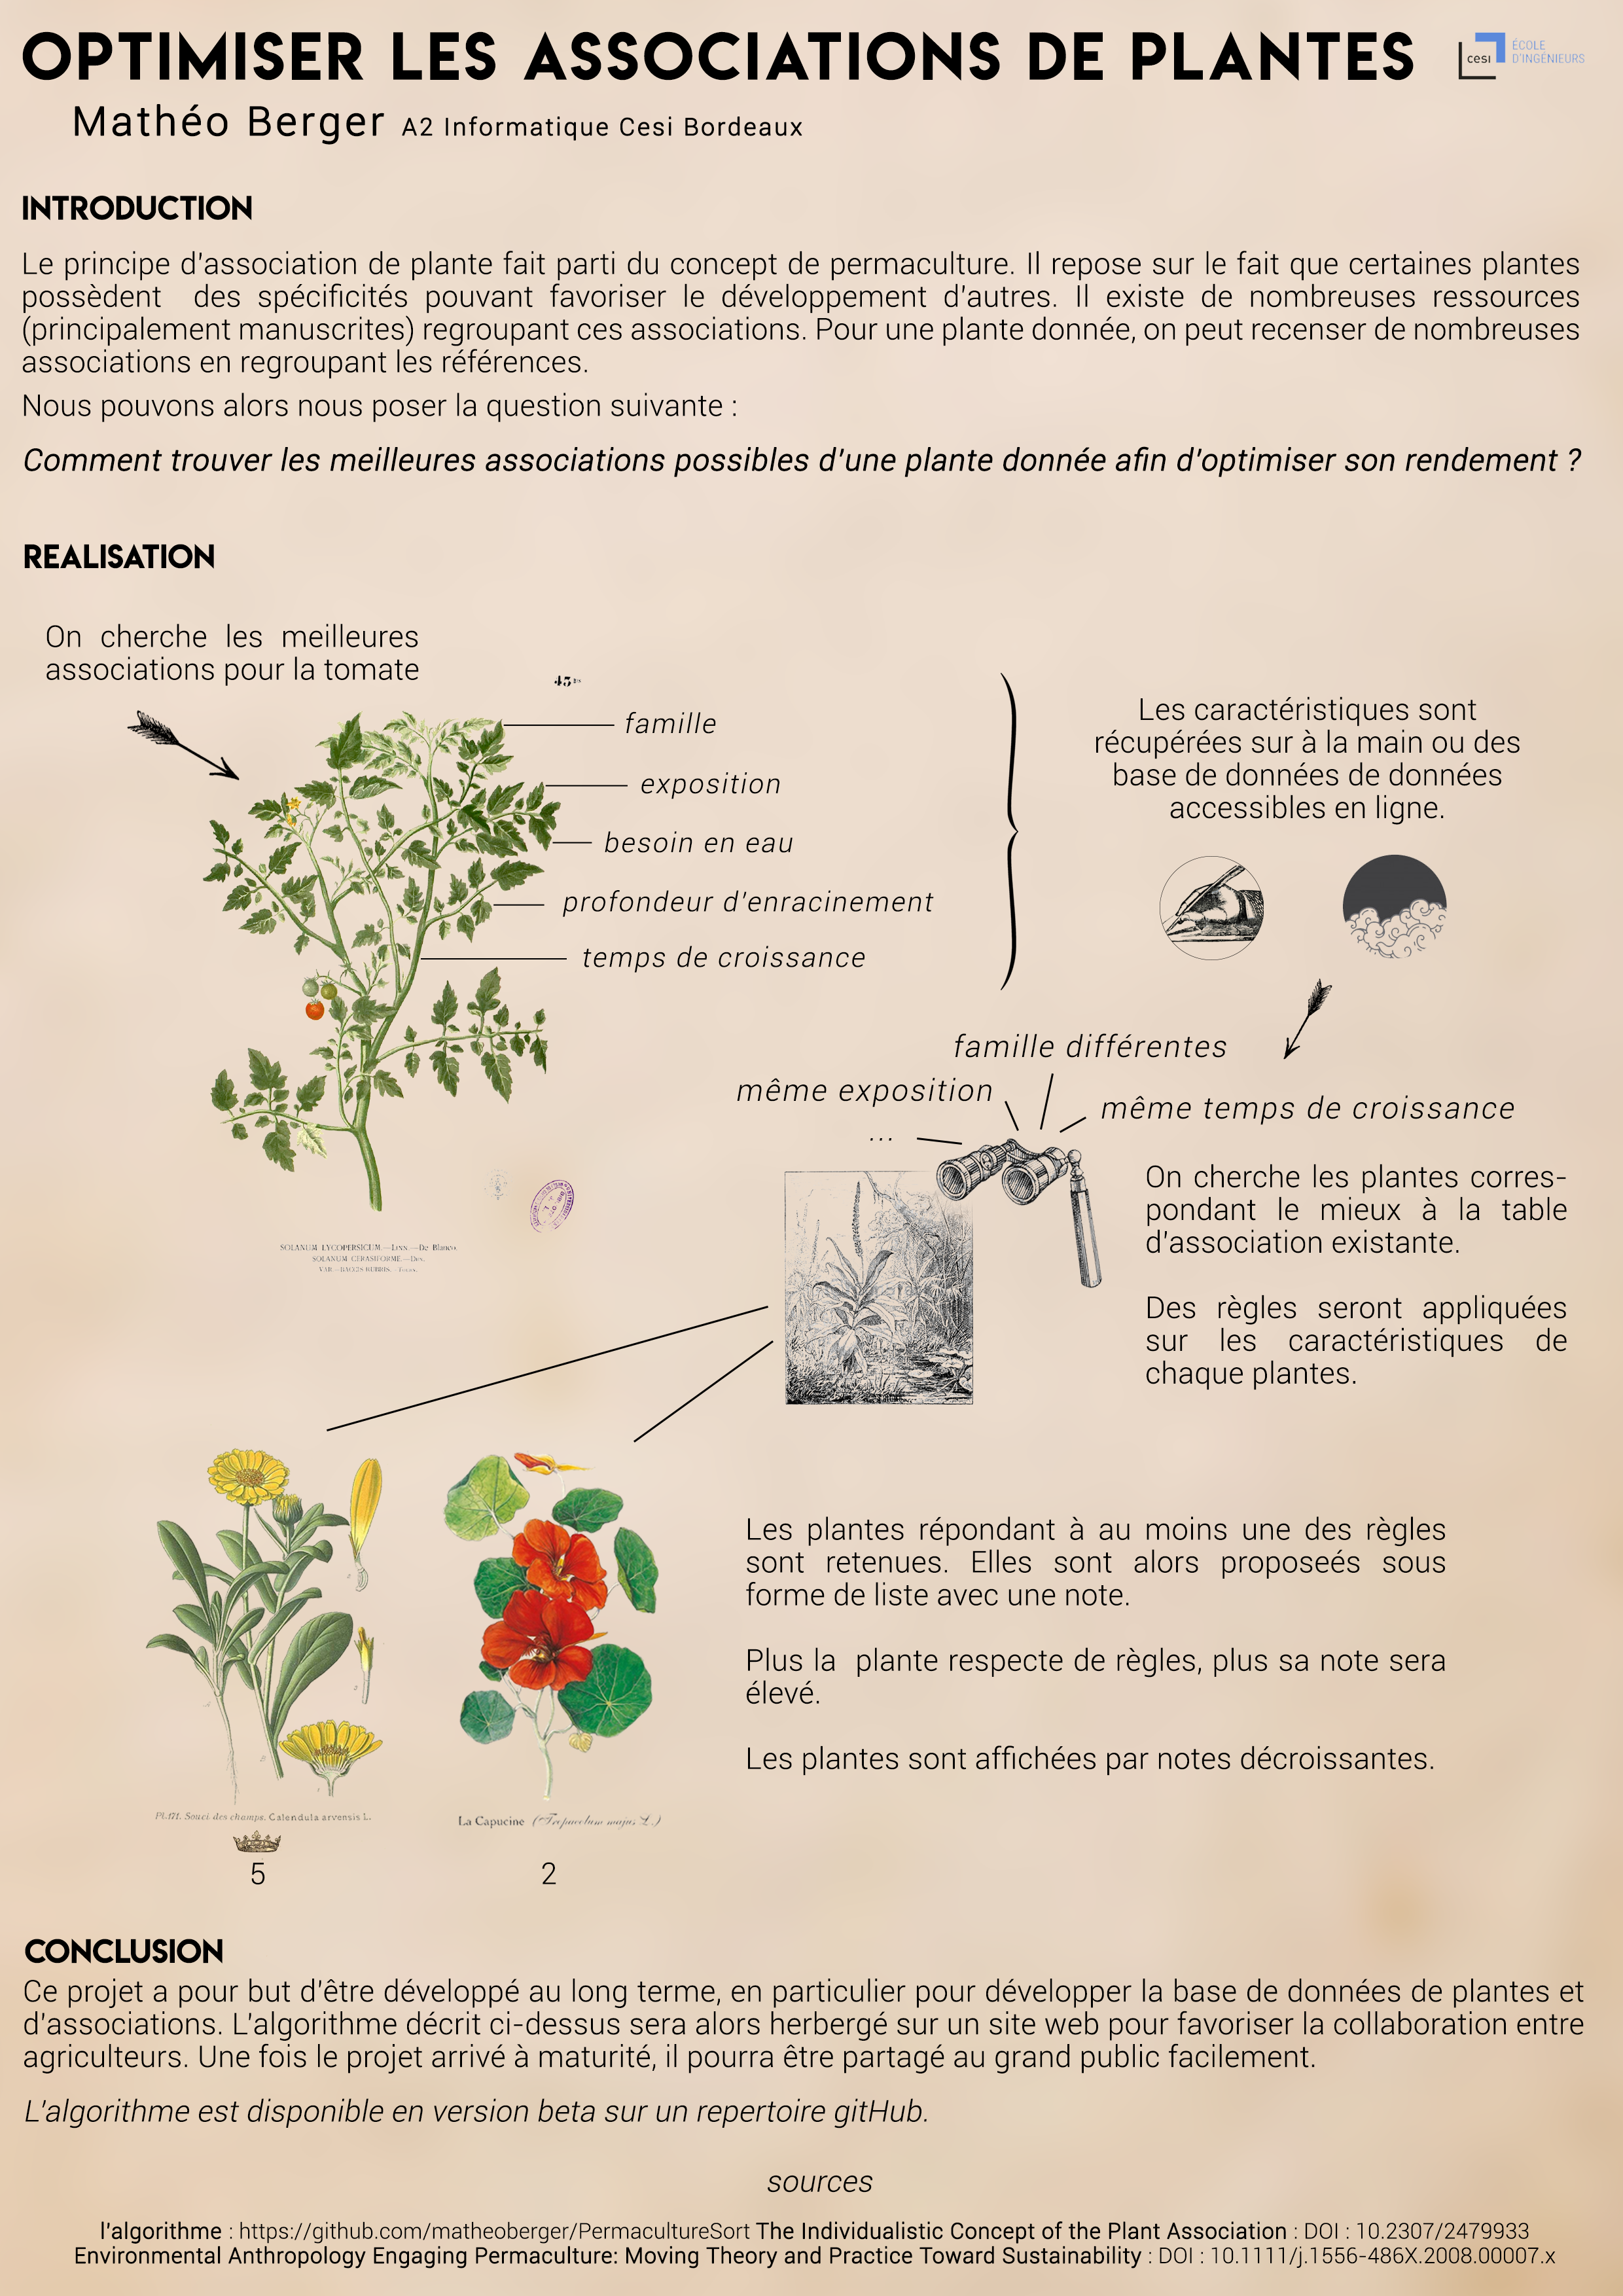 OPTIMISER LES ASSOCIATIONS DE PLANTES
cesi
ÉCOLE
D'INGÉNIEURS
Mathéo Berger A2 Informatique Cesi Bordeaux
INTRODUCTION
Le principe d'association de plante fait parti du concept de permaculture. Il repose sur le fait que certaines plantes
possèdent des spécificités pouvant favoriser le développement d'autres. Il existe de nombreuses ressources
(principalement manuscrites) regroupant ces associations. Pour une plante donnée, on peut recenser de nombreuses
associations en regroupant les références.
Nous pouvons alors nous poser la question suivante :
Comment trouver les meilleures associations possibles d'une plante donnée afin d'optimiser son rendement ?
REALISATION
On cherche les meilleures
associations pour la tomate
famille
exposition
besoin en eau
profondeur d'enracinement
temps de croissance
Les caractéristiques sont
récupérées sur à la main ou des
base de données de données
accessibles en ligne.
famille différentes
même exposition
même temps de croissance
...
On cherche les plantes corres-
pondant le mieux à la table
d'association existante.
Des règles seront appliquées
sur les caractéristiques de
chaque plantes.
SOLANUM LYCOPERSICUM.—Linn.—De Blanco.
SOLANUM CERASIFORME.—Dun.
VAR.—BACCIS RUBRIS.
Les plantes répondant à au moins une des règles
sont retenues. Elles sont alors proposeés sous
forme de liste avec une note.
Plus la plante respecte de règles, plus sa note sera
élevé.
Les plantes sont affichées par notes décroissantes.
Pl.171. Souci des champs. Calendula arvensis L.
La Capucine (Tropaeolum majus L.)
5
2
CONCLUSION
Ce projet a pour but d'être développé au long terme, en particulier pour développer la base de données de plantes et
d'associations. L'algorithme décrit ci-dessus sera alors herbergé sur un site web pour favoriser la collaboration entre
agriculteurs. Une fois le projet arrivé à maturité, il pourra être partagé au grand public facilement.
L'algorithme est disponible en version beta sur un repertoire gitHub.
sources
l'algorithme : https://github.com/matheoberger/PermacultureSort The Individualistic Concept of the Plant Association : DOI : 10.2307/2479933
Environmental Anthropology Engaging Permaculture: Moving Theory and Practice Toward Sustainability : DOI : 10.1111/j.1556-486X.2008.00007.x